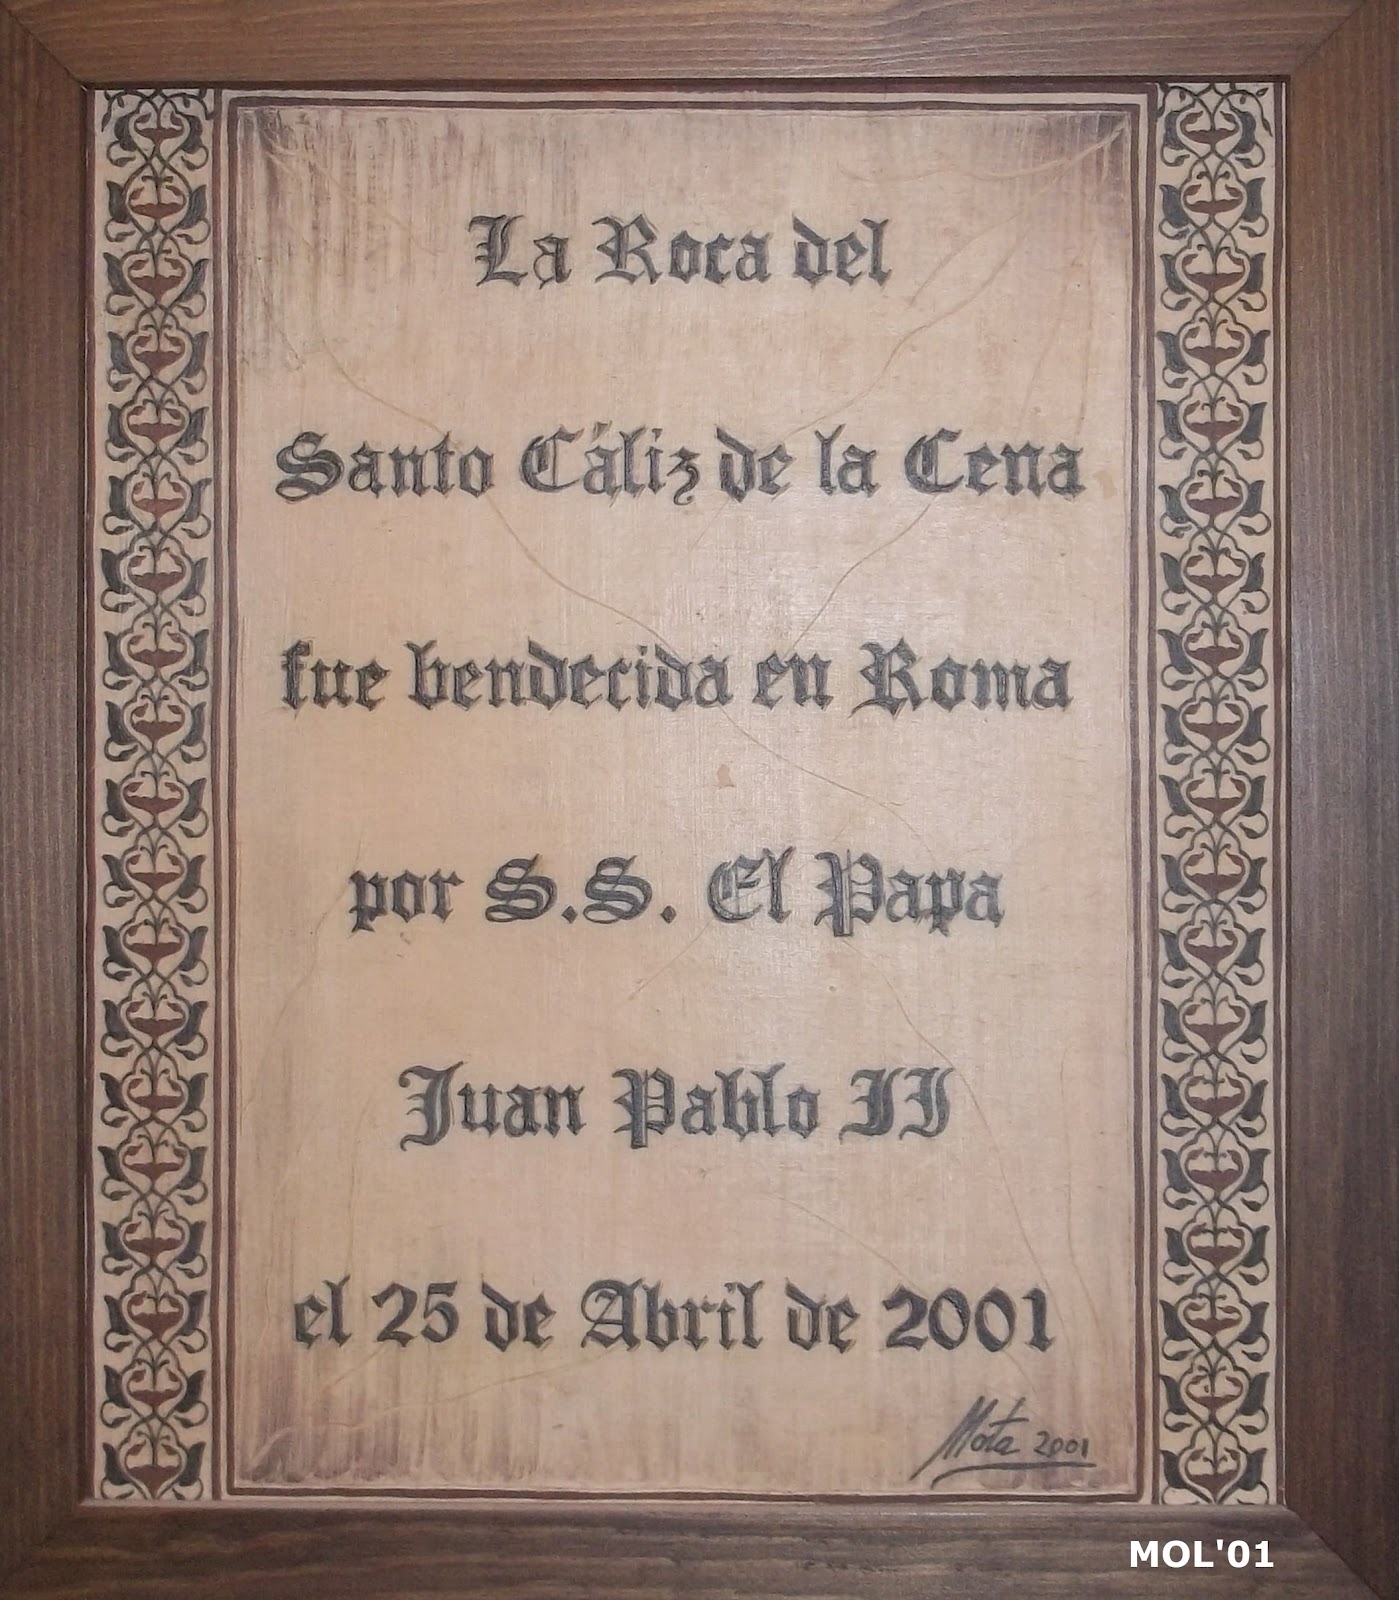 La Roca del
Santo Cáliz de la Cena
fue bendecida en Roma
por S.S. El Papa
Juan Pablo II
el 25 de Abril de 2001
Mota 2001
MOL'01